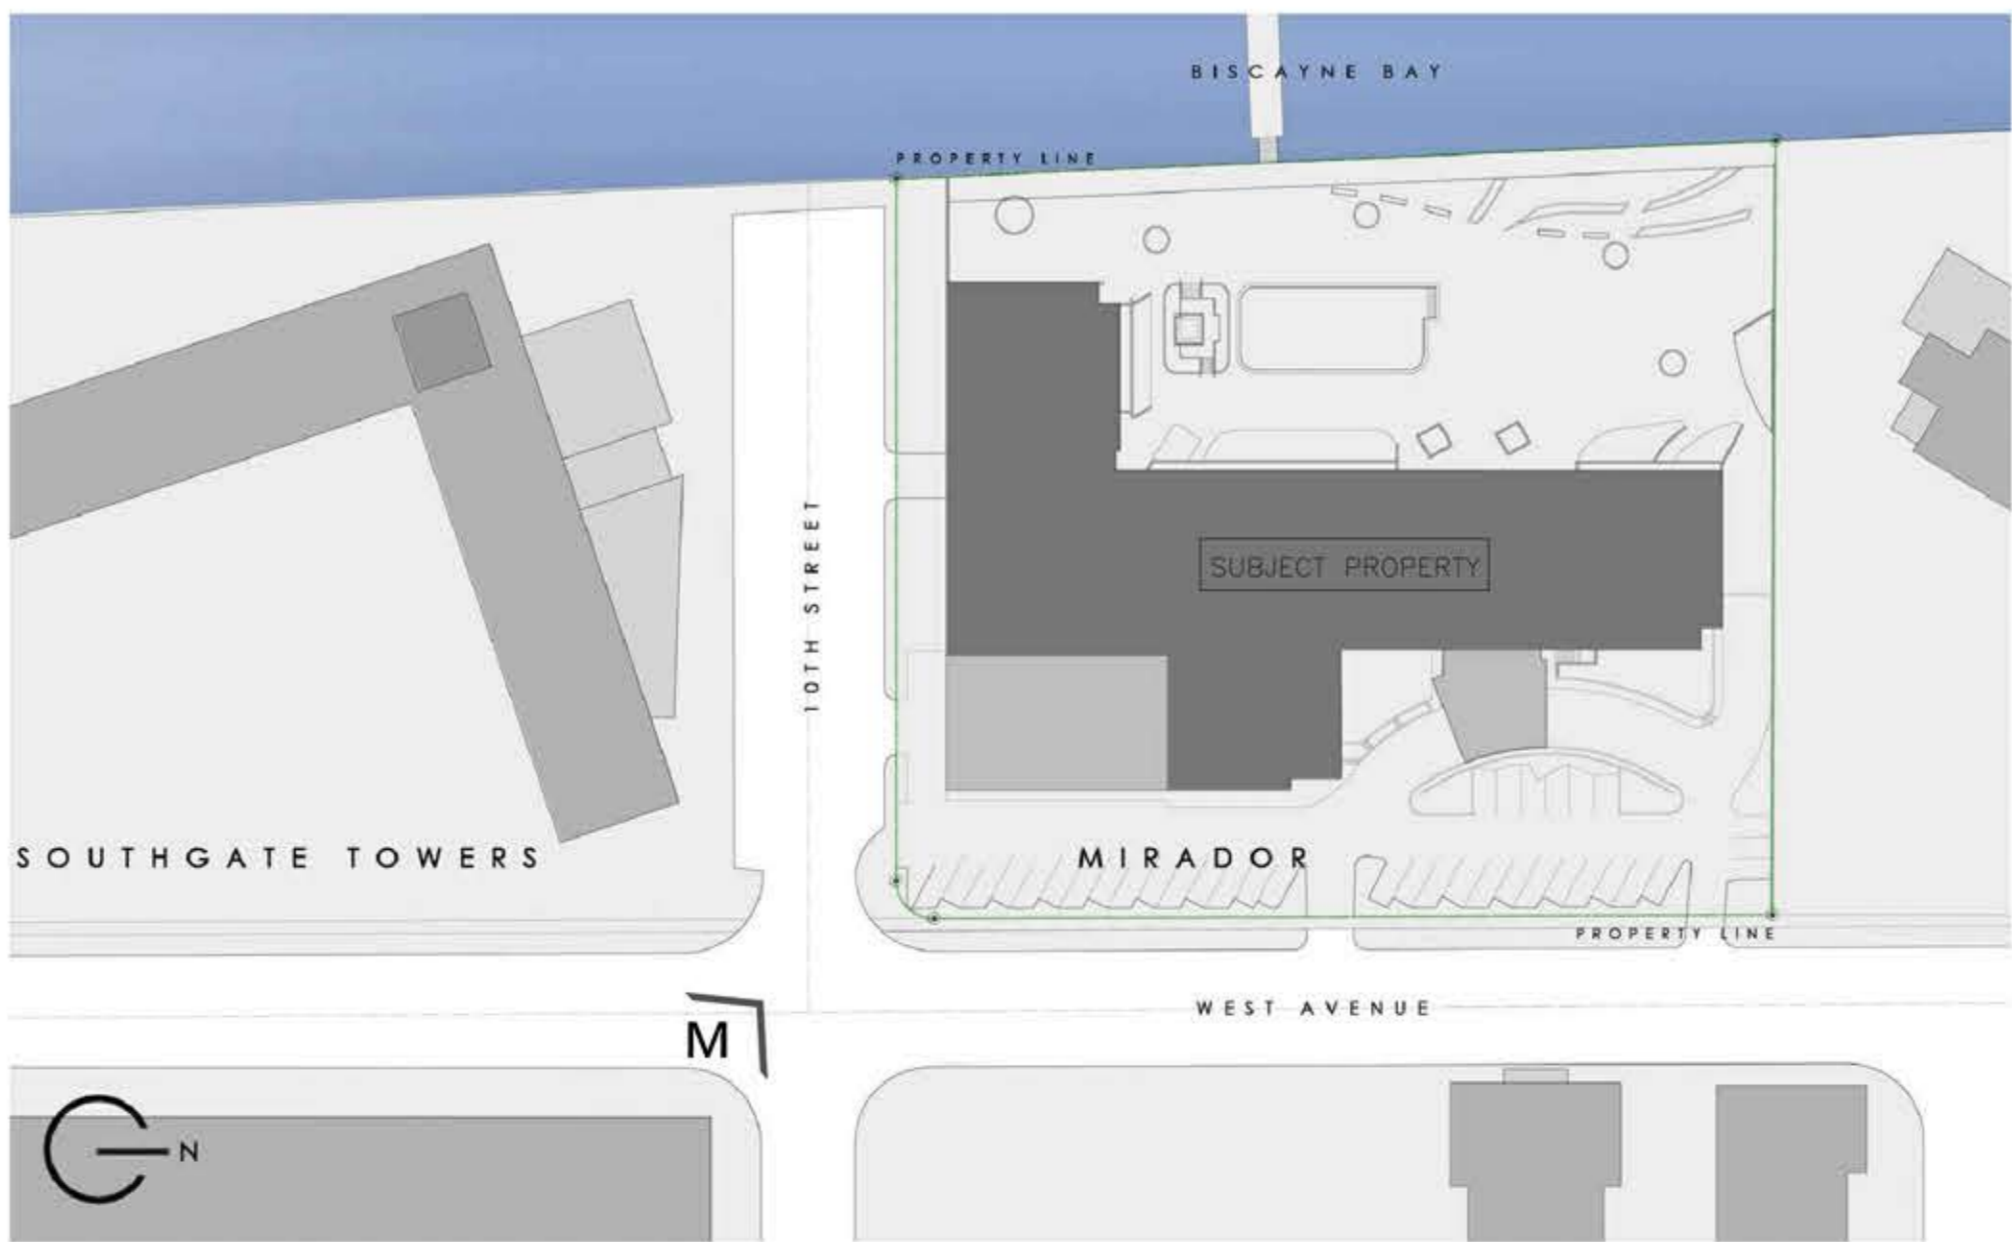 BISCAYNE BAY
PROPERTY LINE
10TH STREET
SUBJECT PROPERTY
SOUTHGATE TOWERS
MIRADOR
PROPERTY LINE
WEST AVENUE
M
N